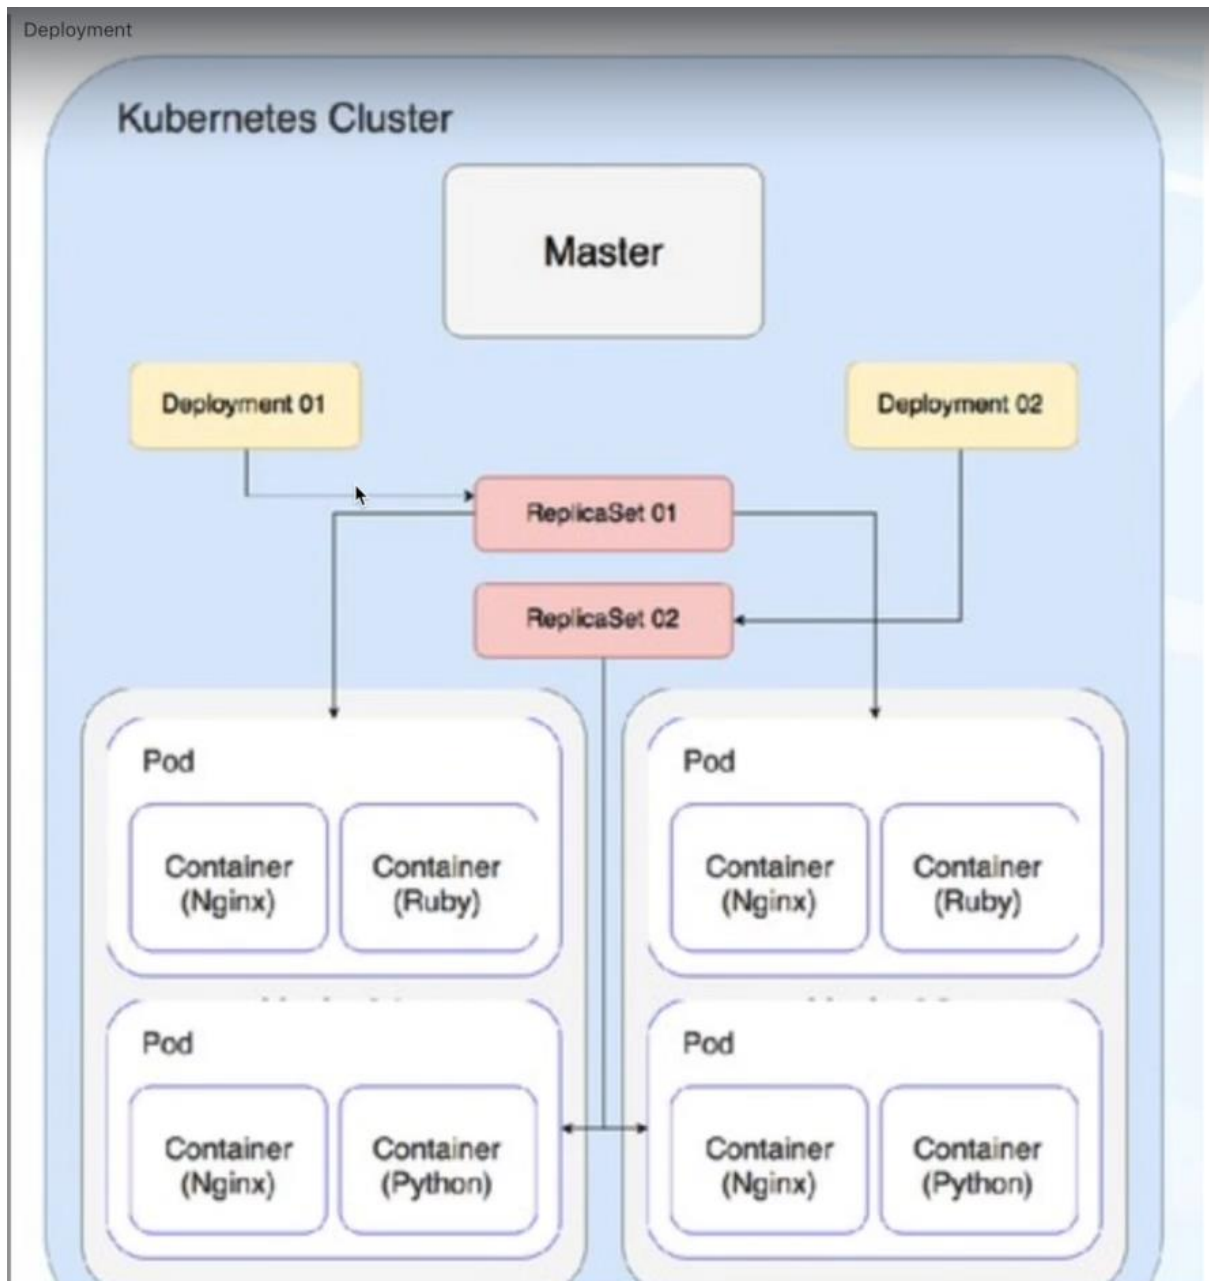 Deployment
Kubernetes Cluster
Master
Deployment 01
Deployment 02
ReplicaSet 01
ReplicaSet 02
Pod
Container
(Nginx)
Container
(Ruby)
Pod
Container
(Nginx)
Container
(Ruby)
Pod
Container
(Nginx)
Container
(Python)
Pod
Container
(Nginx)
Container
(Python)